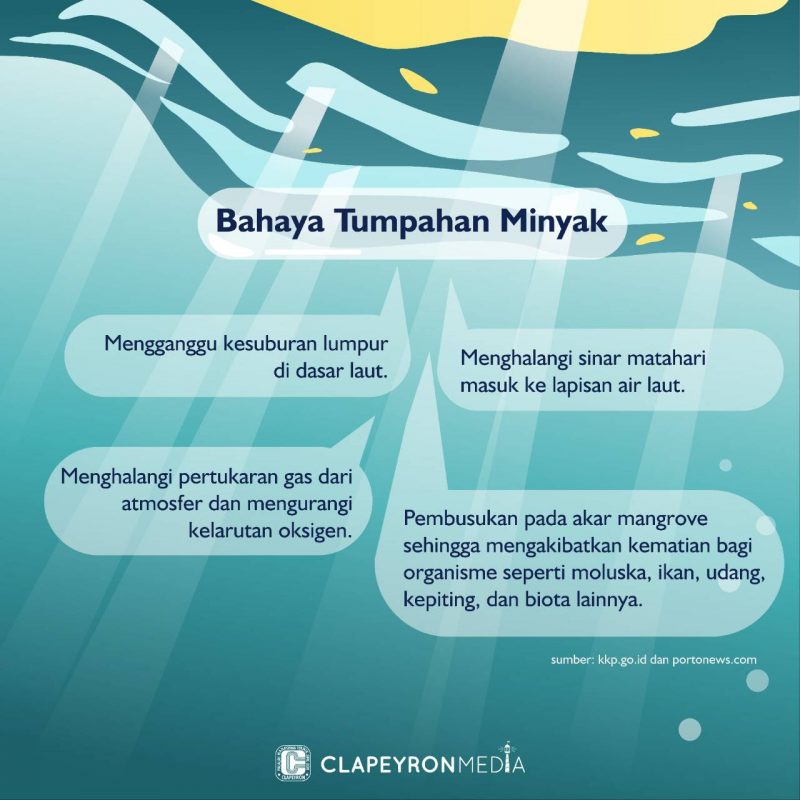 Bahaya Tumpahan Minyak
Mengganggu kesuburan lumpur
di dasar laut.
Menghalangi sinar matahari
masuk ke lapisan air laut.
Menghalangi pertukaran gas dari
atmosfer dan mengurangi
kelarutan oksigen.
Pembusukan pada akar mangrove
sehingga mengakibatkan kematian bagi
organisme seperti moluska, ikan, udang,
kepiting, dan biota lainnya.
sumber: kkp.go.id dan portonews.com
CLAPEYRON
CLAPEYRONMEDIA